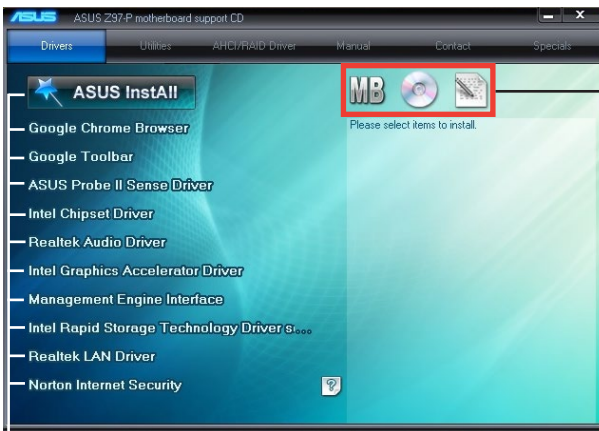 ASUS ASUS Z97-P motherboard support CD
Drivers Utilities AHCI/RAID Driver Manual Contact Specials
ASUS InstAll
MB
Please select items to install.
Google Chrome Browser
Google Toolbar
ASUS Probe II Sense Driver
Intel Chipset Driver
Realtek Audio Driver
Intel Graphics Accelerator Driver
Management Engine Interface
Intel Rapid Storage Technology Driver s...
Realtek LAN Driver
Norton Internet Security ?